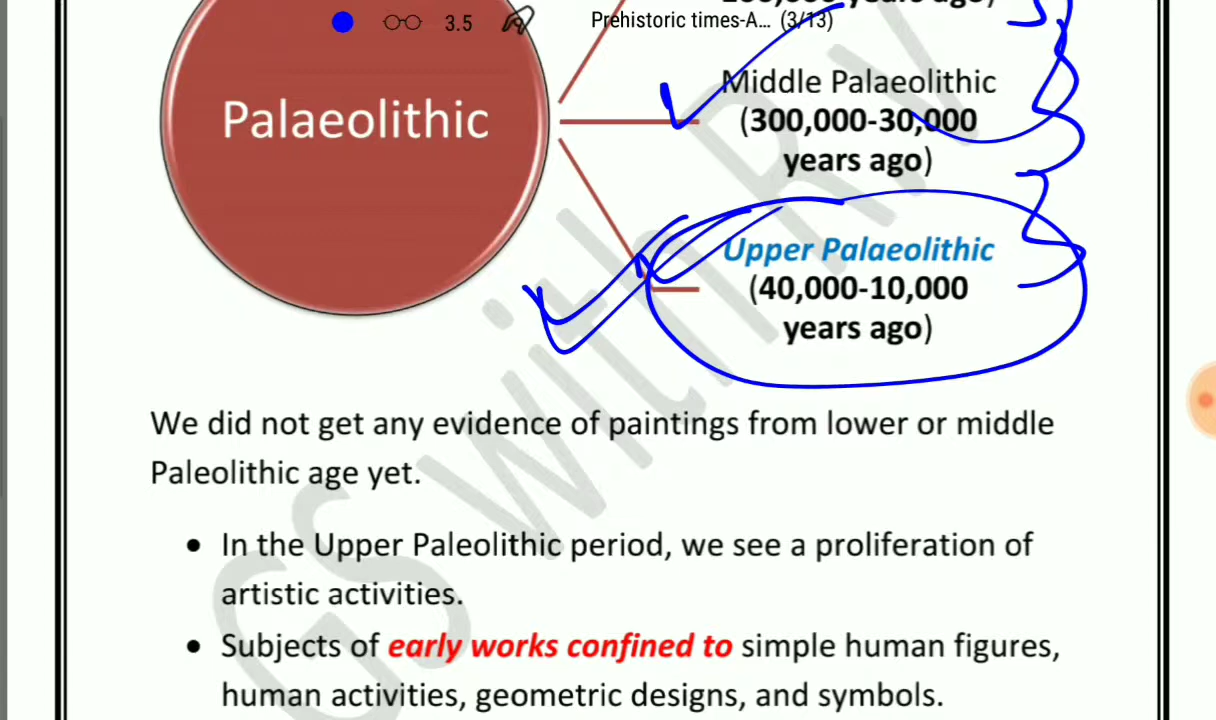 3.5
Prehistoric times-A... (3/13)
Palaeolithic
Middle Palaeolithic
(300,000-30,000
years ago)
Upper Palaeolithic
(40,000-10,000
years ago)
We did not get any evidence of paintings from lower or middle
Paleolithic age yet.
• In the Upper Paleolithic period, we see a proliferation of
artistic activities.
• Subjects of early works confined to simple human figures,
human activities, geometric designs, and symbols.
GS with Rv